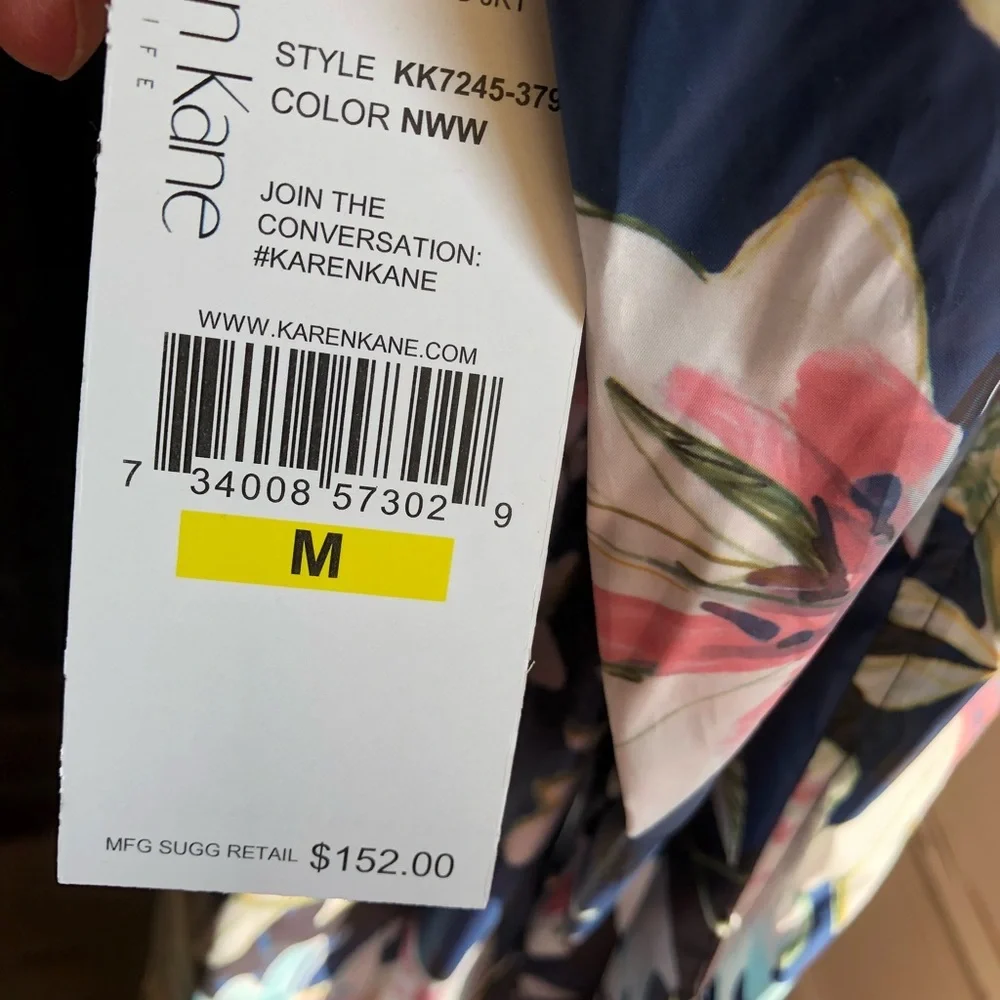 n Kane
IFE
STYLE KK7245-379
COLOR NWW
JOIN THE
CONVERSATION:
#KARENKANE
WWW.KARENKANE.COM
7 34008 57302 9
M
MFG SUGG RETAIL $152.00